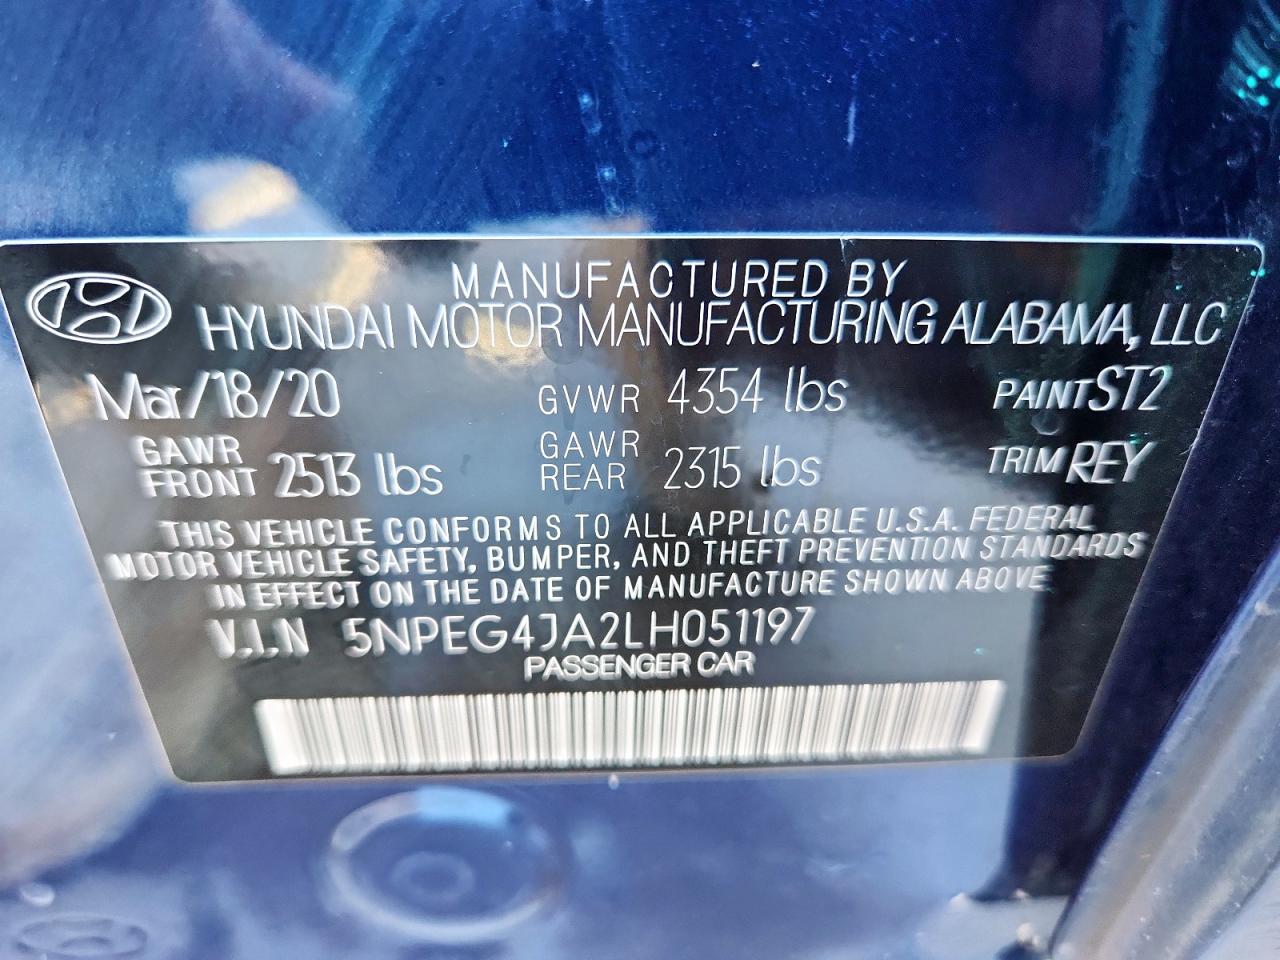 MANUFACTURED BY
HYUNDAI MOTOR MANUFACTURING ALABAMA, LLC
Mar/18/20 GVWR 4354 lbs PAINT ST2
GAWR FRONT 2513 lbs GAWR REAR 2315 lbs TRIM REY
THIS VEHICLE CONFORMS TO ALL APPLICABLE U.S.A. FEDERAL
MOTOR VEHICLE SAFETY, BUMPER, AND THEFT PREVENTION STANDARDS
IN EFFECT ON THE DATE OF MANUFACTURE SHOWN ABOVE
V.I.N 5NPEG4JA2LH051197
PASSENGER CAR